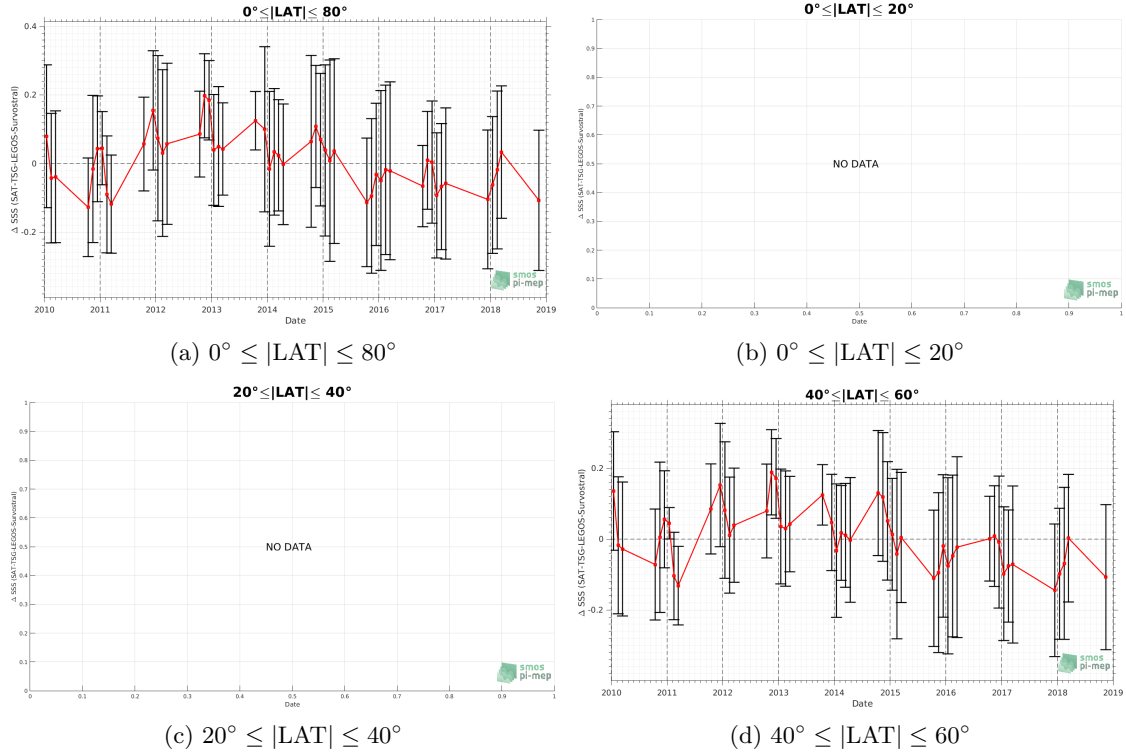 0°≤|LAT|≤ 80°
Δ SSS (SAT-TSG-LEGOS-Survostral)
0.4
0.2
0
-0.2
2010 2011 2012 2013 2014 2015 2016 2017 2018 2019
Date
smos
pi-mep
(a) 0° ≤ |LAT| ≤ 80°
0°≤|LAT|≤ 20°
Δ SSS (SAT-TSG-LEGOS-Survostral)
1
0.9
0.8
0.7
0.6
0.5
0.4
0.3
0.2
0.1
0
NO DATA
0 0.1 0.2 0.3 0.4 0.5 0.6 0.7 0.8 0.9 1
Date
smos
pi-mep
(b) 0° ≤ |LAT| ≤ 20°
20°≤|LAT|≤ 40°
Δ SSS (SAT-TSG-LEGOS-Survostral)
1
0.9
0.8
0.7
0.6
0.5
0.4
0.3
0.2
0.1
0
NO DATA
0 0.1 0.2 0.3 0.4 0.5 0.6 0.7 0.8 0.9 1
Date
smos
pi-mep
(c) 20° ≤ |LAT| ≤ 40°
40°≤|LAT|≤ 60°
Δ SSS (SAT-TSG-LEGOS-Survostral)
0.2
0
-0.2
2010 2011 2012 2013 2014 2015 2016 2017 2018 2019
Date
smos
pi-mep
(d) 40° ≤ |LAT| ≤ 60°